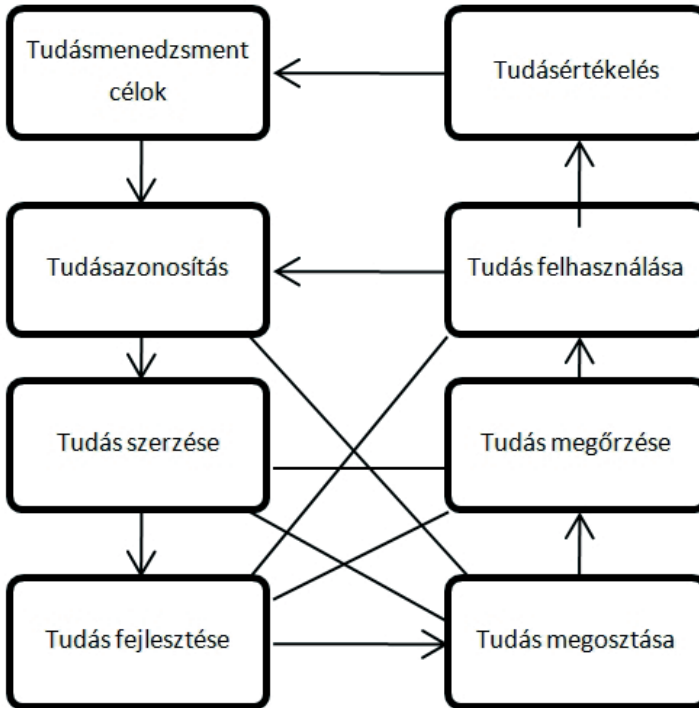 Tudásmenedzsment
célok
Tudásértékelés
Tudásazonosítás
Tudás felhasználása
Tudás szerzése
Tudás megőrzése
Tudás fejlesztése
Tudás megosztása